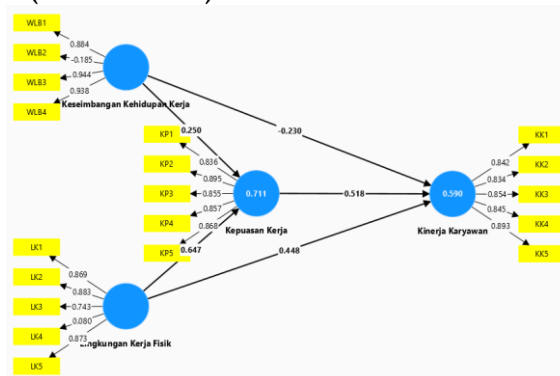 WLB1
WLB2
WLB3
WLB4
0.884
-0.185
0.944
0.938
Keseimbangan Kehidupan Kerja
0.250
-0.230
KP1
KP2
KP3
KP4
KP5
0.836
0.895
0.855
0.857
0.868
0.711
Kepuasan Kerja
0.518
0.590
Kinerja Karyawan
KK1
KK2
KK3
KK4
KK5
0.842
0.834
0.854
0.845
0.893
0.647
0.448
LK1
LK2
LK3
LK4
LK5
0.869
0.883
0.743
0.080
0.873
Lingkungan Kerja Fisik